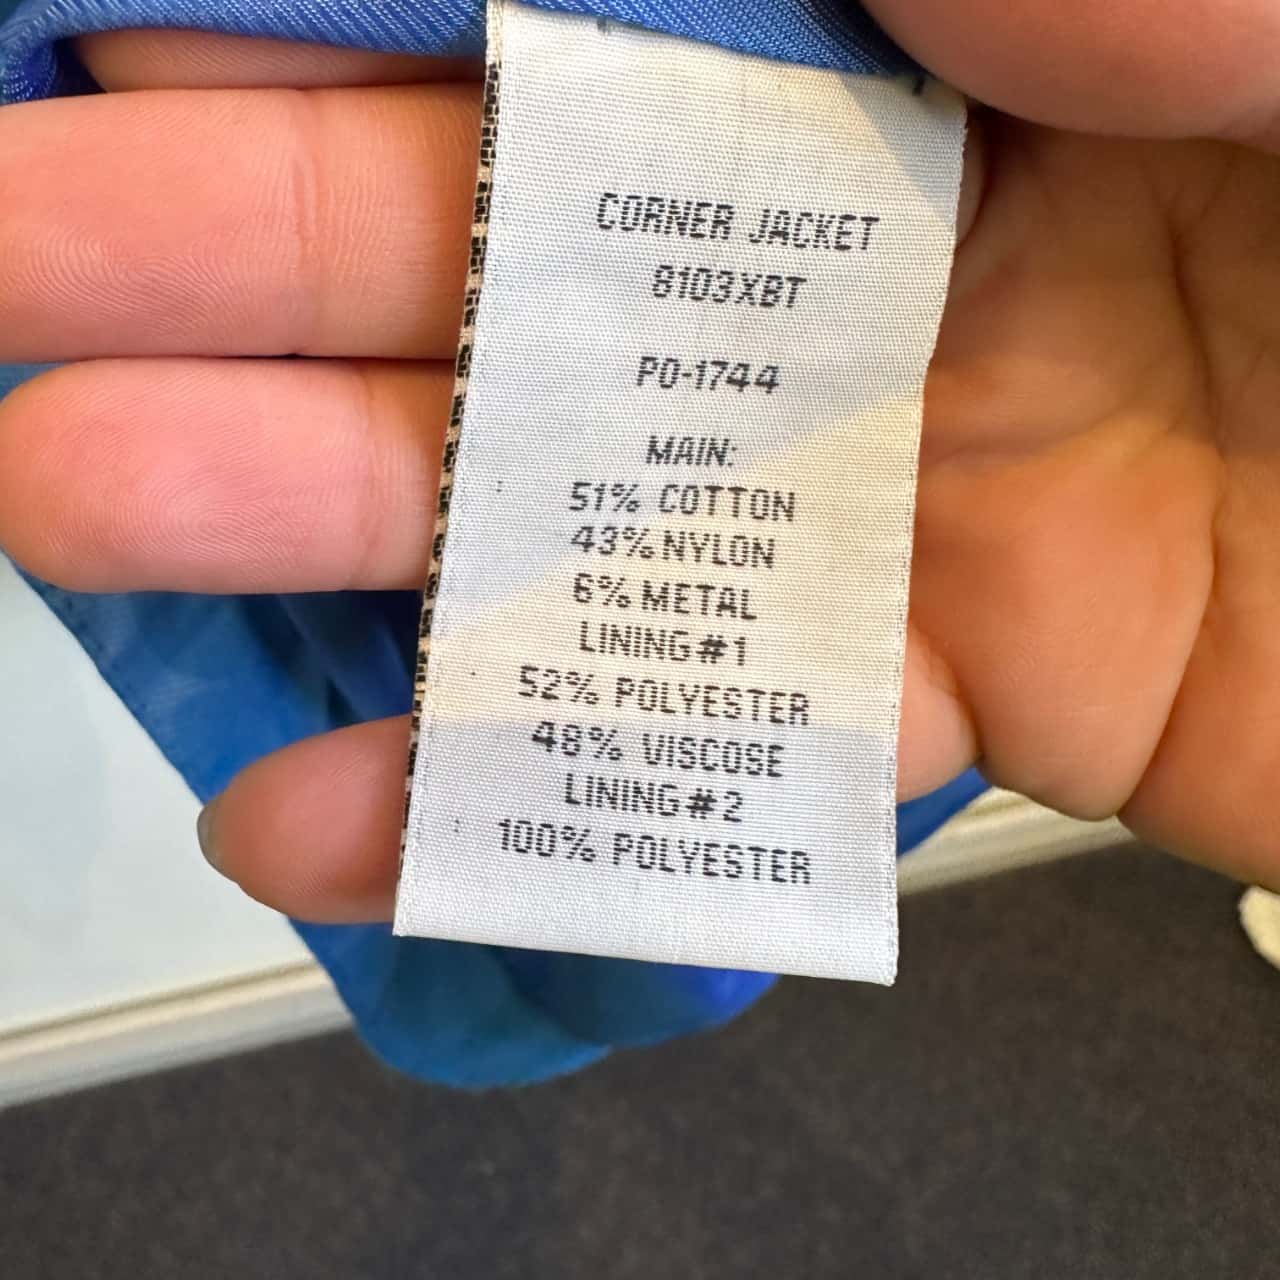 CORNER JACKET
8103XBT
PO-1744
MAIN:
51% COTTON
43% NYLON
6% METAL
LINING#1
52% POLYESTER
48% VISCOSE
LINING#2
100% POLYESTER